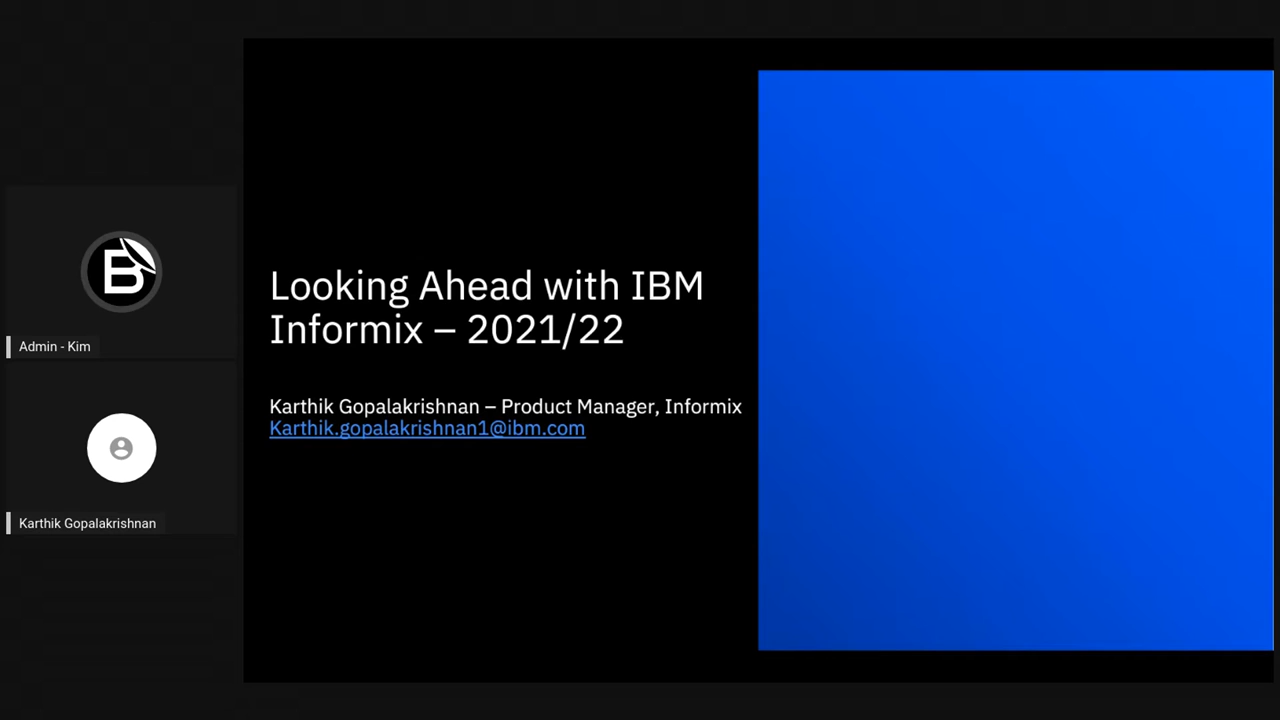 B
Admin - Kim
Karthik Gopalakrishnan
Looking Ahead with IBM
Informix – 2021/22
Karthik Gopalakrishnan – Product Manager, Informix
Karthik.gopalakrishnan1@ibm.com